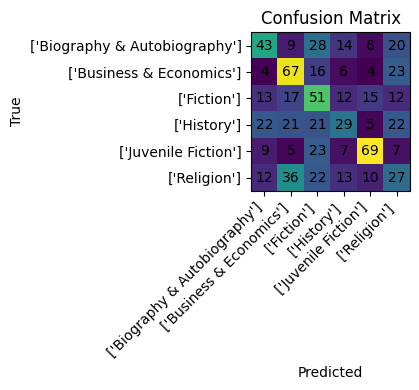 Confusion Matrix
['Biography & Autobiography'] 43 9 28 14 6 20
['Business & Economics'] 4 67 16 6 4 23
['Fiction'] 13 17 51 12 15 12
['History'] 22 21 21 29 5 22
['Juvenile Fiction'] 9 5 23 7 69 7
['Religion'] 12 36 22 13 10 27
True
['Biography & Autobiography']
['Business & Economics']
['Fiction']
['History']
['Juvenile Fiction']
['Religion']
Predicted